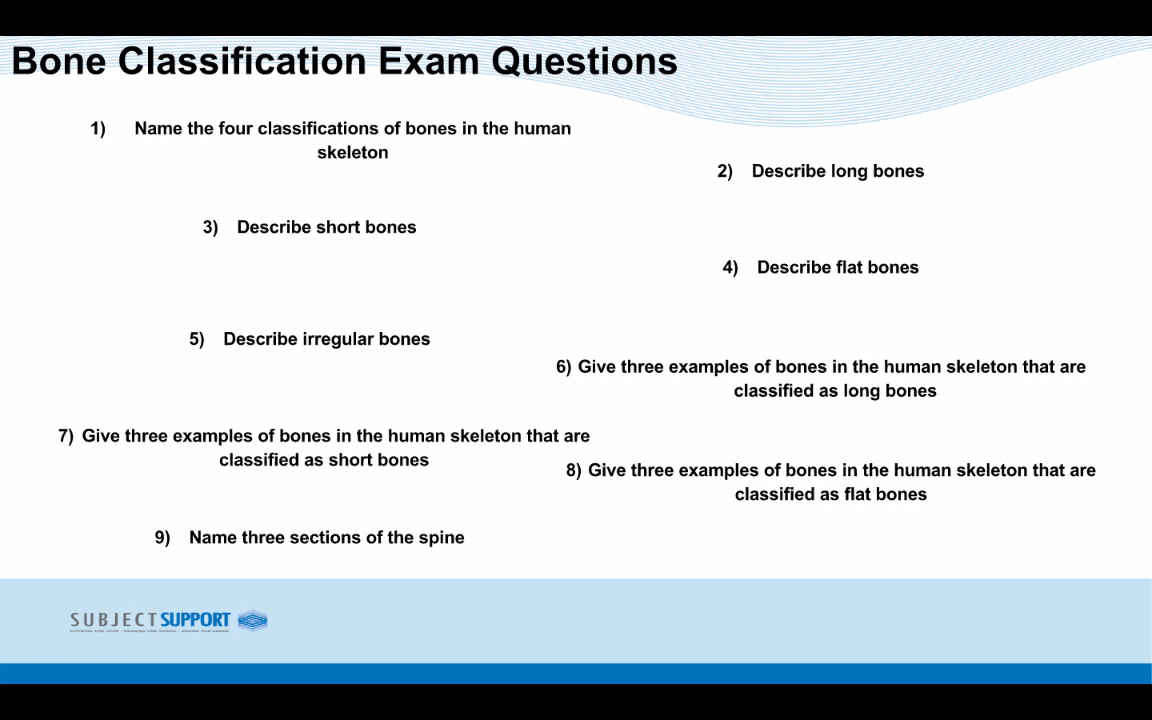 Bone Classification Exam Questions
1) Name the four classifications of bones in the human
skeleton
2) Describe long bones
3) Describe short bones
4) Describe flat bones
5) Describe irregular bones
6) Give three examples of bones in the human skeleton that are
classified as long bones
7) Give three examples of bones in the human skeleton that are
classified as short bones
8) Give three examples of bones in the human skeleton that are
classified as flat bones
9) Name three sections of the spine
SUBJECTSUPPORT